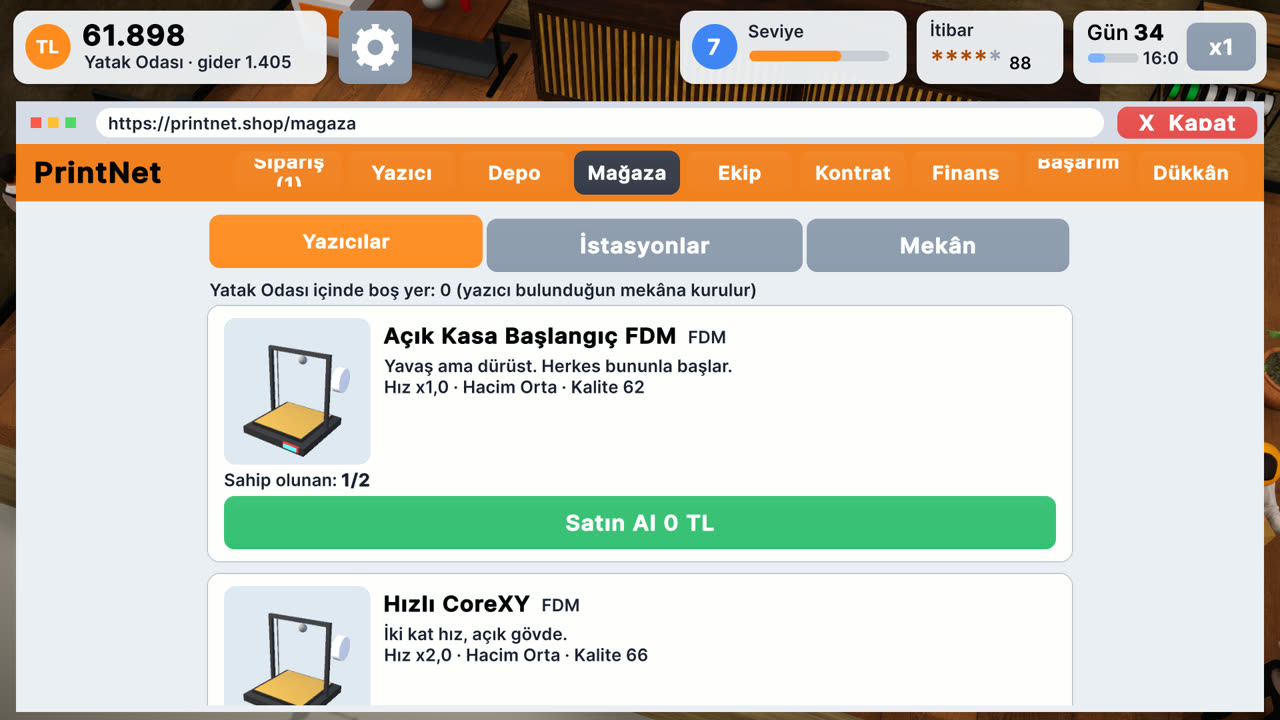 TL 61.898
Yatak Odası · gider 1.405
7 Seviye
İtibar
***** 88
Gün 34
16:0
x1
https://printnet.shop/magaza
X Kapat
PrintNet
Sipariş
(1)
Yazıcı
Depo
Mağaza
Ekip
Kontrat
Finans
Başarım
Dükkân
Yazıcılar
İstasyonlar
Mekân
Yatak Odası içinde boş yer: 0 (yazıcı bulunduğun mekâna kurulur)
Açık Kasa Başlangıç FDM FDM
Yavaş ama dürüst. Herkes bununla başlar.
Hız x1,0 · Hacim Orta · Kalite 62
Sahip olunan: 1/2
Satın Al 0 TL
Hızlı CoreXY FDM
İki kat hız, açık gövde.
Hız x2,0 · Hacim Orta · Kalite 66